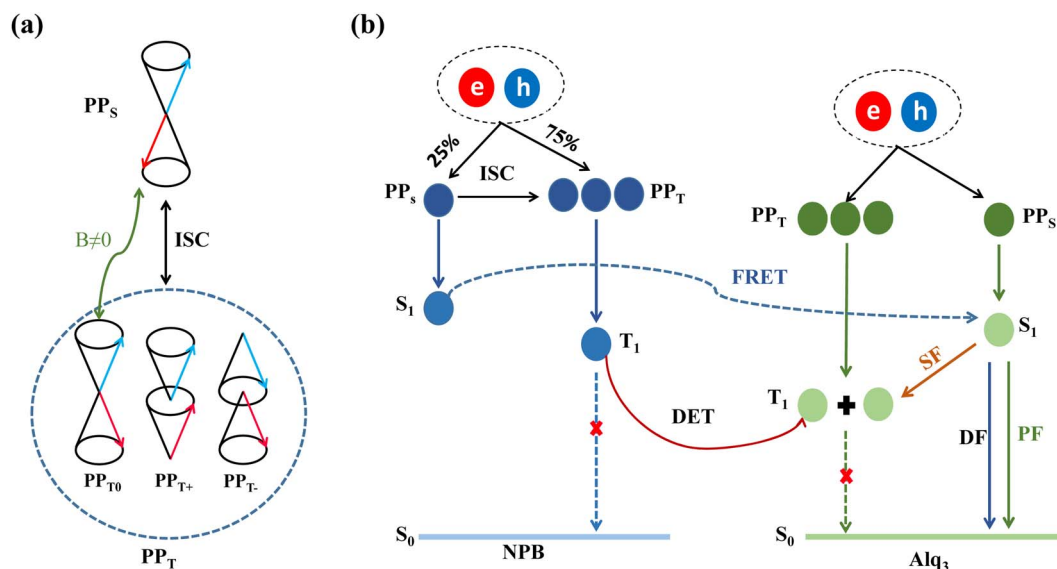 (a)
PPS
B≠0
ISC
PPT0 PPT+ PPT-
PPT
(b)
e h
25%
75%
PPs
ISC
PPT
S1
T1
FRET
DET
S0
NPB
e h
PPT
PPS
S1
SF
T1
DF
PF
S0
Alq3